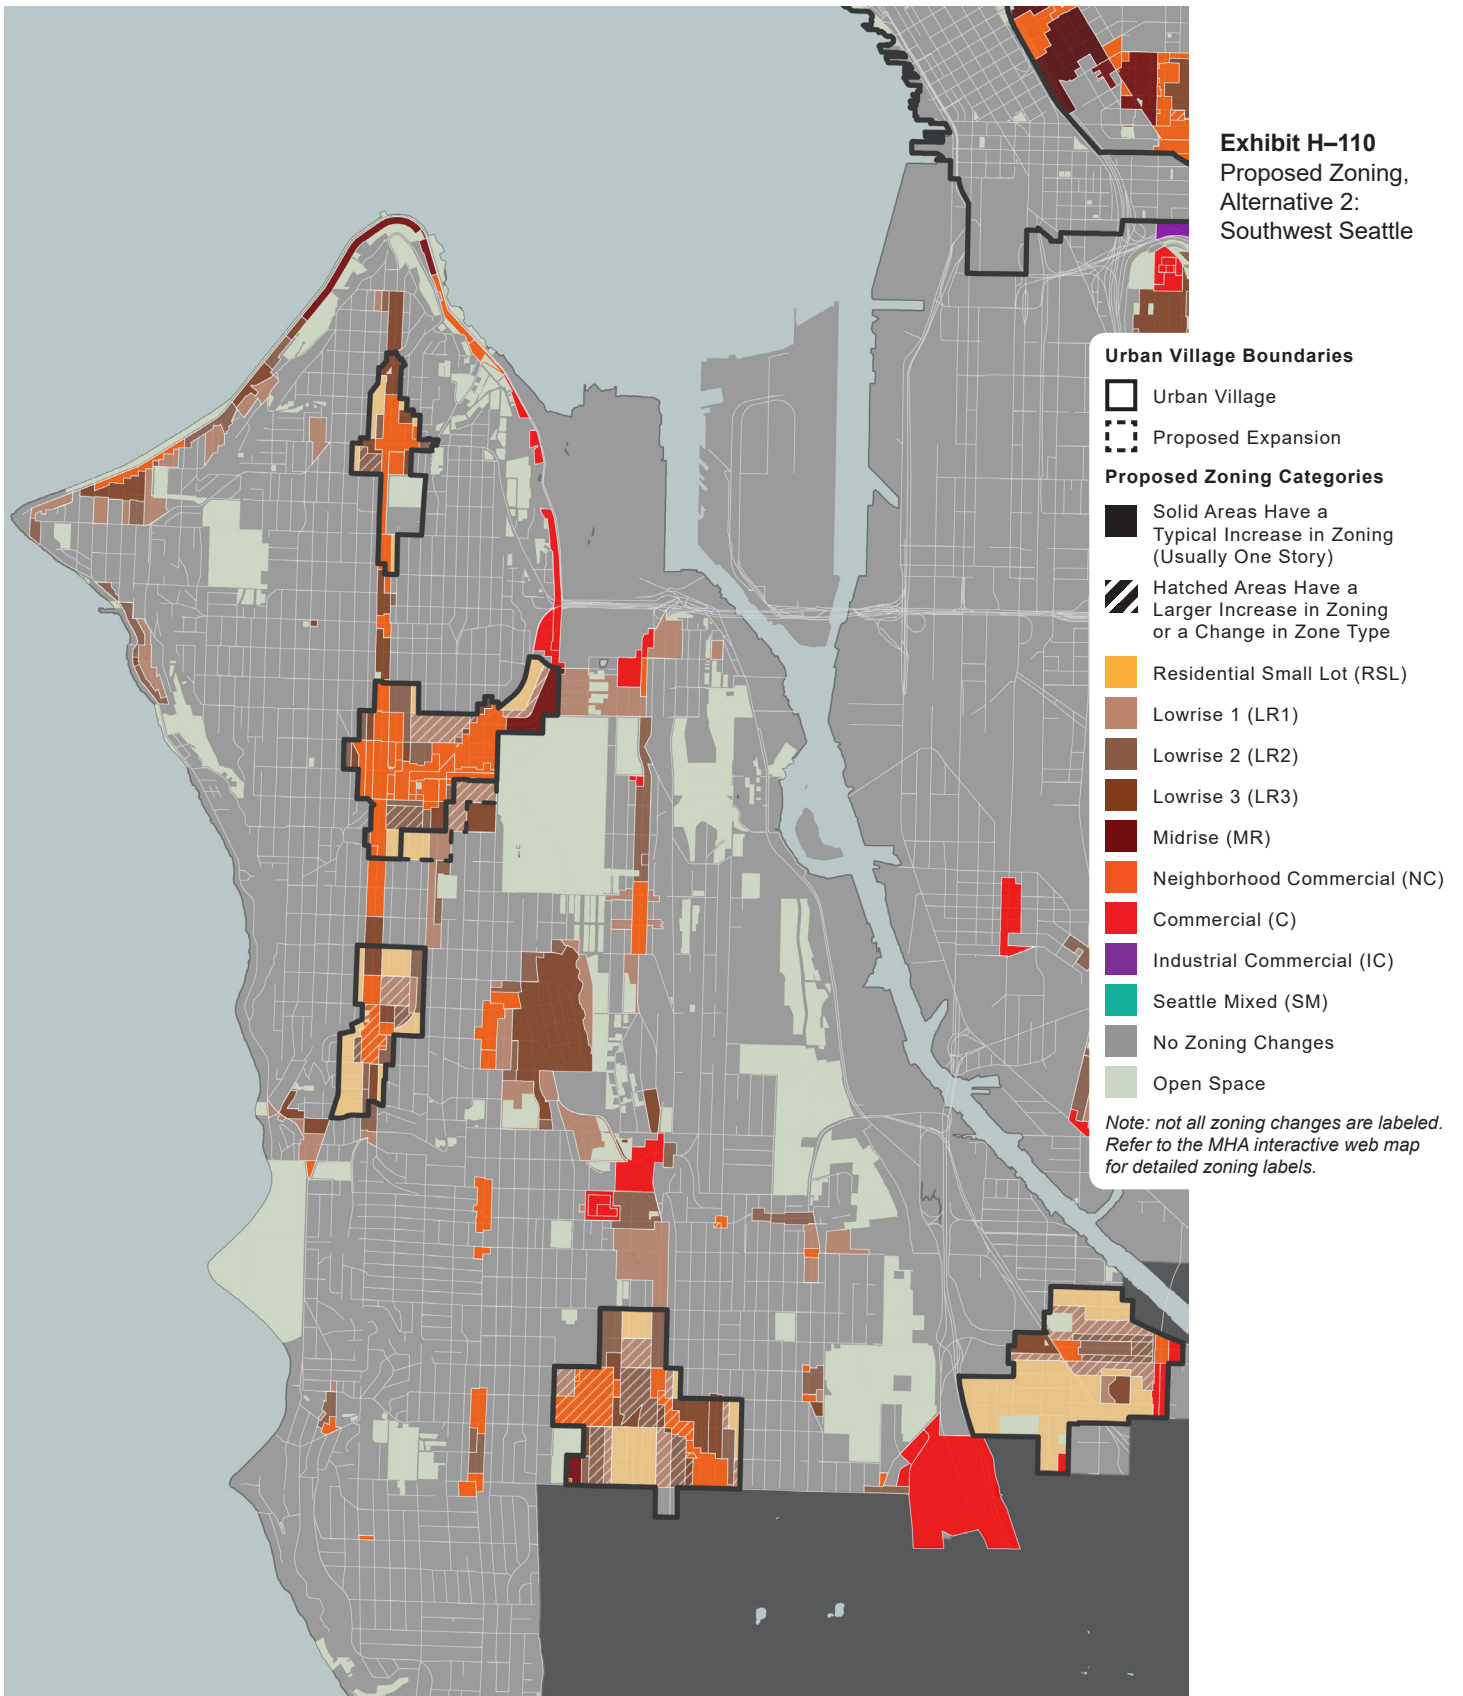 Exhibit H–110
Proposed Zoning,
Alternative 2:
Southwest Seattle
Urban Village Boundaries
Urban Village
Proposed Expansion
Proposed Zoning Categories
Solid Areas Have a
Typical Increase in Zoning
(Usually One Story)
Hatched Areas Have a
Larger Increase in Zoning
or a Change in Zone Type
Residential Small Lot (RSL)
Lowrise 1 (LR1)
Lowrise 2 (LR2)
Lowrise 3 (LR3)
Midrise (MR)
Neighborhood Commercial (NC)
Commercial (C)
Industrial Commercial (IC)
Seattle Mixed (SM)
No Zoning Changes
Open Space
Note: not all zoning changes are labeled.
Refer to the MHA interactive web map
for detailed zoning labels.